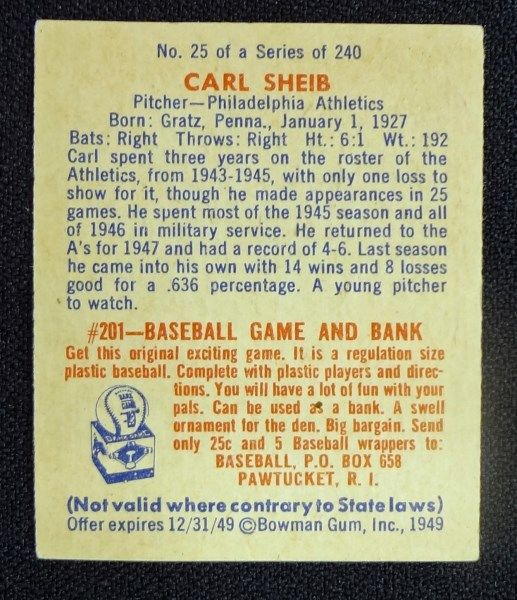 No. 25 of a Series of 240
CARL SHEIB
Pitcher—Philadelphia Athletics
Born: Gratz, Penna., January 1, 1927
Bats: Right Throws: Right Ht.: 6:1 Wt.: 192
Carl spent three years on the roster of the
Athletics, from 1943-1945, with only one loss to
show for it, though he made appearances in 25
games. He spent most of the 1945 season and all
of 1946 in military service. He returned to the
A's for 1947 and had a record of 4-6. Last season
he came into his own with 14 wins and 8 losses
good for a .636 percentage. A young pitcher
to watch.
#201—BASEBALL GAME AND BANK
Get this original exciting game. It is a regulation size
plastic baseball. Complete with plastic players and direc-
tions. You will have a lot of fun with your
pals. Can be used as a bank. A swell
ornament for the den. Big bargain. Send
only 25c and 5 Baseball wrappers to:
BASEBALL, P.O. BOX 658
PAWTUCKET, R. I.
BANK GAME
(Not valid where contrary to State laws)
Offer expires 12/31/49 ©Bowman Gum, Inc., 1949